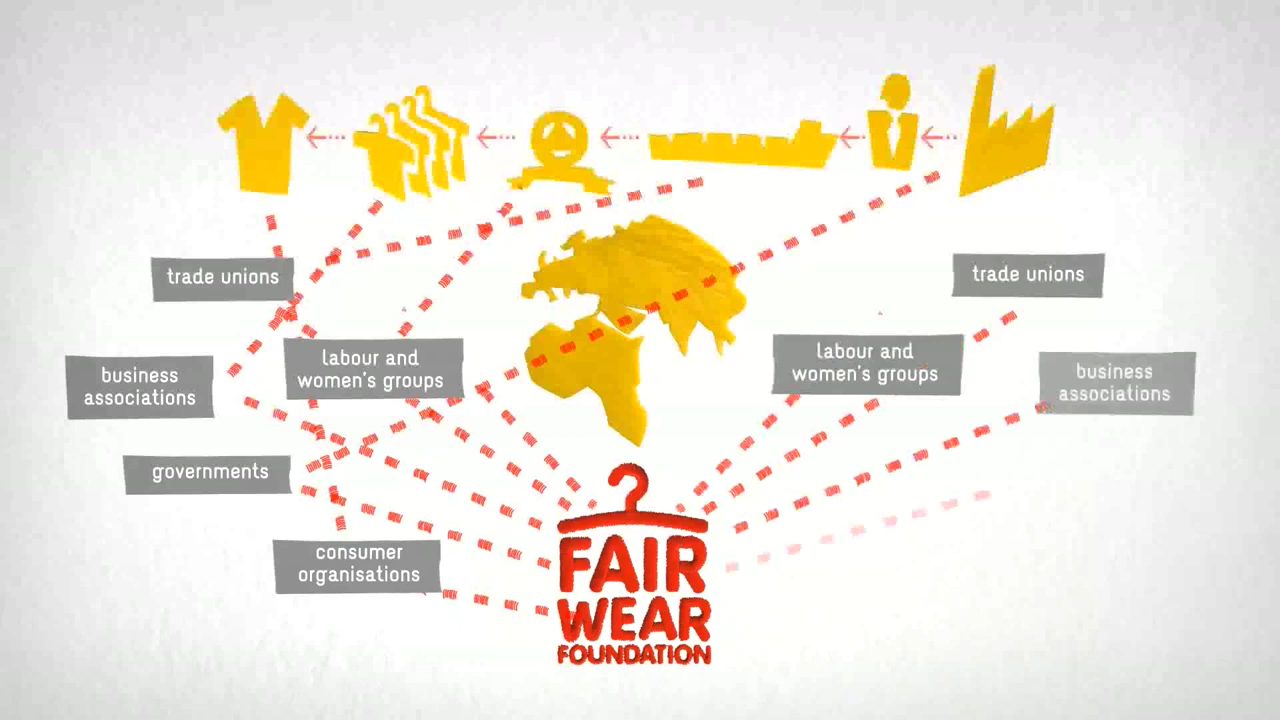 trade unions
trade unions
labour and
women's groups
labour and
women's groups
business
associations
business
associations
governments
consumer
organisations
FAIR
WEAR
FOUNDATION